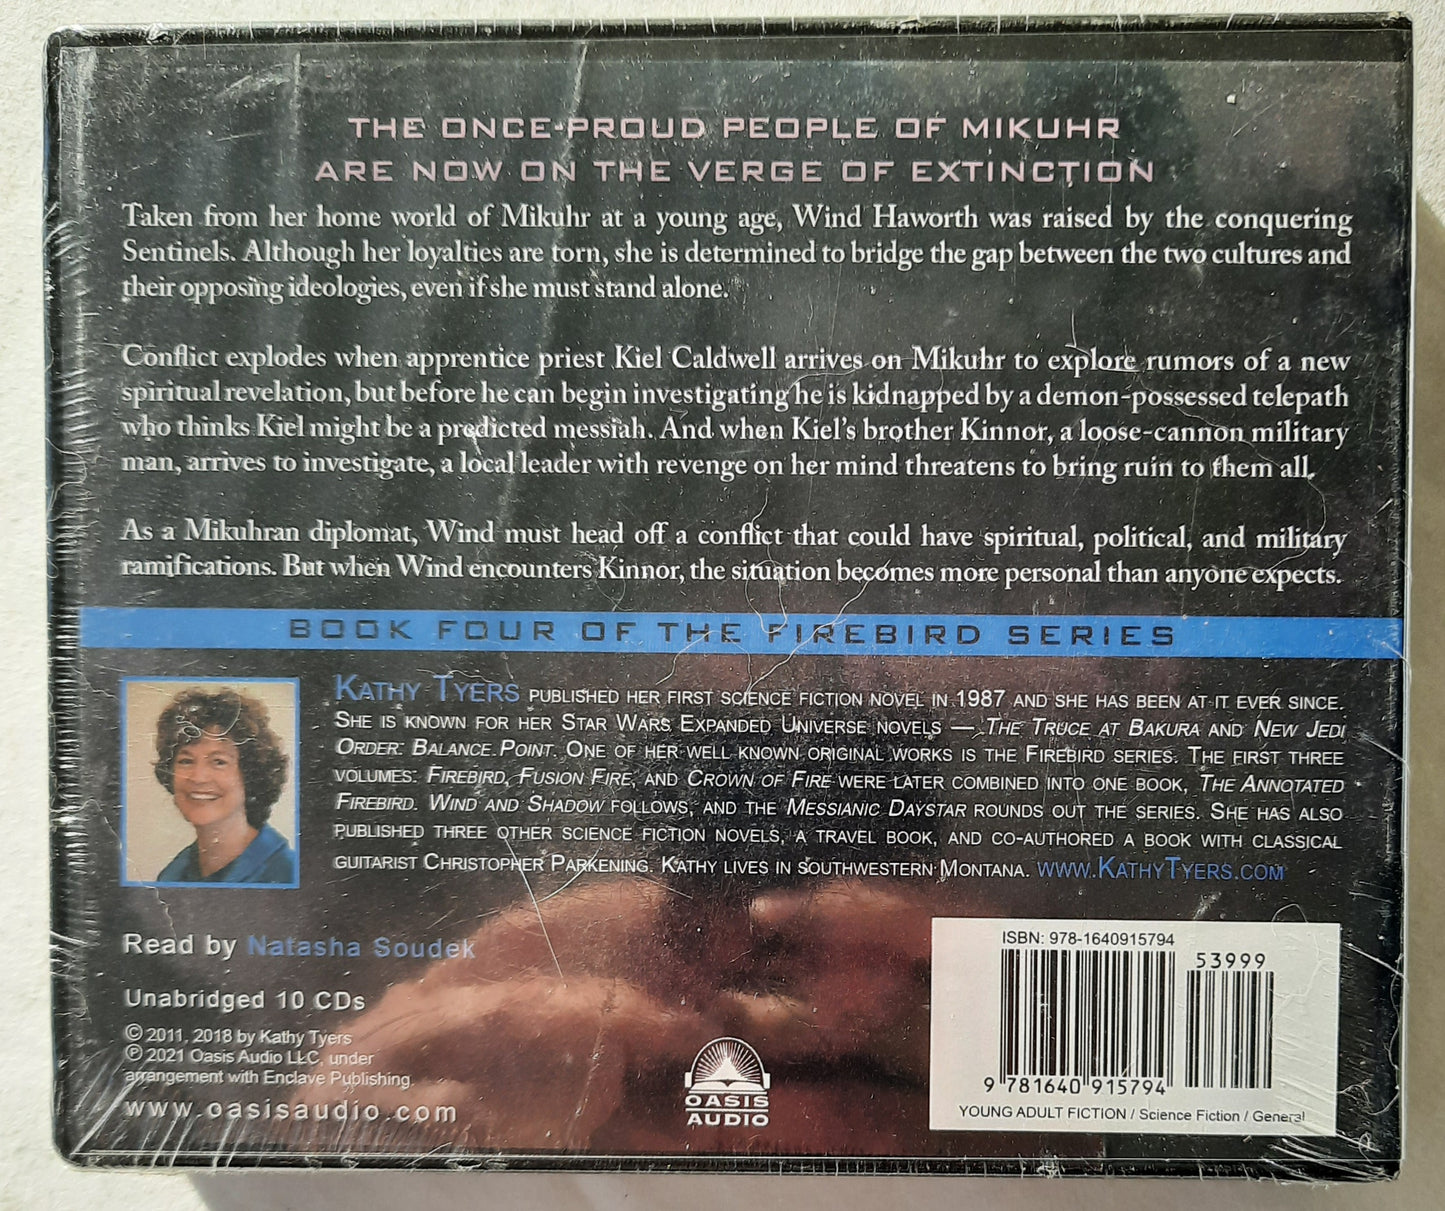 THE ONCE-PROUD PEOPLE OF MIKUHR
ARE NOW ON THE VERGE OF EXTINCTION
Taken from her home world of Mikuhr at a young age, Wind Haworth was raised by the conquering
Sentinels. Although her loyalties are torn, she is determined to bridge the gap between the two cultures and
their opposing ideologies, even if she must stand alone.
Conflict explodes when apprentice priest Kiel Caldwell arrives on Mikuhr to explore rumors of a new
spiritual revelation, but before he can begin investigating he is kidnapped by a demon-possessed telepath
who thinks Kiel might be a predicted messiah. And when Kiel's brother Kinnor, a loose-cannon military
man, arrives to investigate, a local leader with revenge on her mind threatens to bring ruin to them all.
As a Mikuhran diplomat, Wind must head off a conflict that could have spiritual, political, and military
ramifications. But when Wind encounters Kinnor, the situation becomes more personal than anyone expects.
BOOK FOUR OF THE FIREBIRD SERIES
KATHY TYERS PUBLISHED HER FIRST SCIENCE FICTION NOVEL IN 1987 AND SHE HAS BEEN AT IT EVER SINCE.
SHE IS KNOWN FOR HER STAR WARS EXPANDED UNIVERSE NOVELS — THE TRUCE AT BAKURA AND NEW JEDI
ORDER: BALANCE POINT. ONE OF HER WELL KNOWN ORIGINAL WORKS IS THE FIREBIRD SERIES. THE FIRST THREE
VOLUMES: FIREBIRD, FUSION FIRE, AND CROWN OF FIRE WERE LATER COMBINED INTO ONE BOOK, THE ANNOTATED
FIREBIRD. WIND AND SHADOW FOLLOWS, AND THE MESSIANIC DAYSTAR ROUNDS OUT THE SERIES. SHE HAS ALSO
PUBLISHED THREE OTHER SCIENCE FICTION NOVELS, A TRAVEL BOOK, AND CO-AUTHORED A BOOK WITH CLASSICAL
GUITARIST CHRISTOPHER PARKENING. KATHY LIVES IN SOUTHWESTERN MONTANA. WWW.KATHYTYERS.COM
Read by Natasha Soudek
Unabridged 10 CDs
© 2011, 2018 by Kathy Tyers
℗ 2021 Oasis Audio LLC, under
arrangement with Enclave Publishing
www.oasisaudio.com
OASIS
AUDIO
ISBN: 978-1640915794
53999
9 781640 915794
YOUNG ADULT FICTION / Science Fiction / General